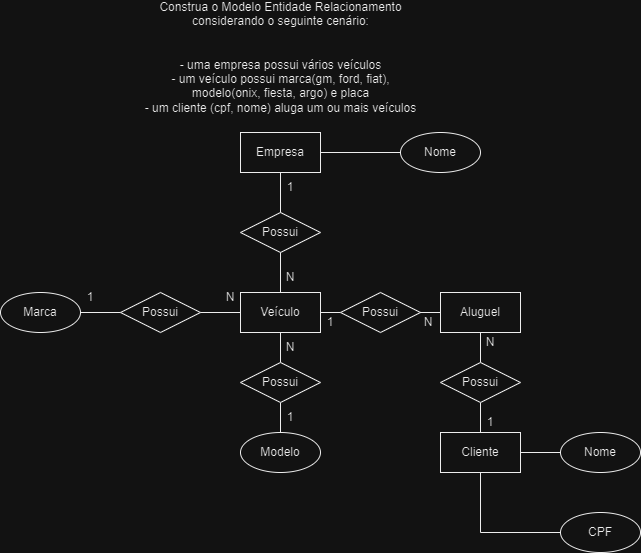 Construa o Modelo Entidade Relacionamento
considerando o seguinte cenário:
- uma empresa possui vários veículos
- um veículo possui marca(gm, ford, fiat),
modelo(onix, fiesta, argo) e placa
- um cliente (cpf, nome) aluga um ou mais veículos
Empresa
Nome
1
Possui
N
Marca
1
Possui
N
Veículo
1
Possui
N
Aluguel
N
Possui
1
Modelo
N
Possui
1
Cliente
Nome
CPF